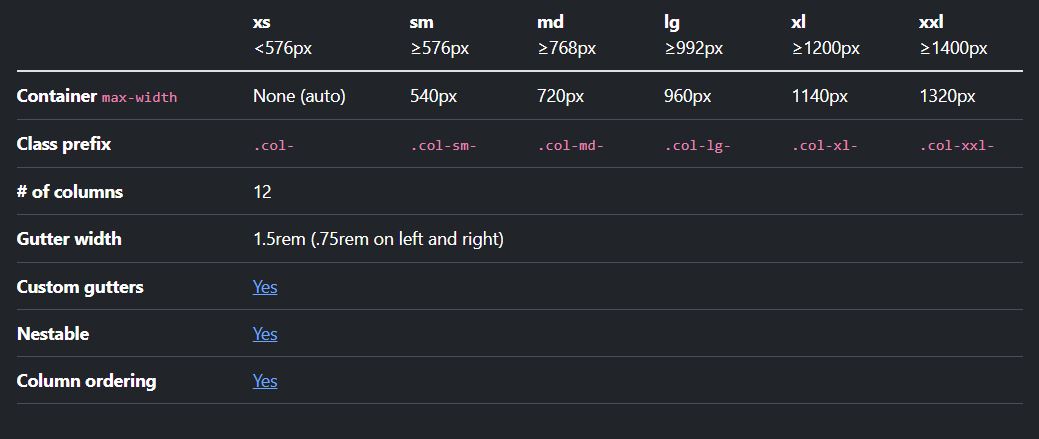 xs sm md lg xl xxl
<576px ≥576px ≥768px ≥992px ≥1200px ≥1400px
Container max-width None (auto) 540px 720px 960px 1140px 1320px
Class prefix .col- .col-sm- .col-md- .col-lg- .col-xl- .col-xxl-
# of columns 12
Gutter width 1.5rem (.75rem on left and right)
Custom gutters Yes
Nestable Yes
Column ordering Yes